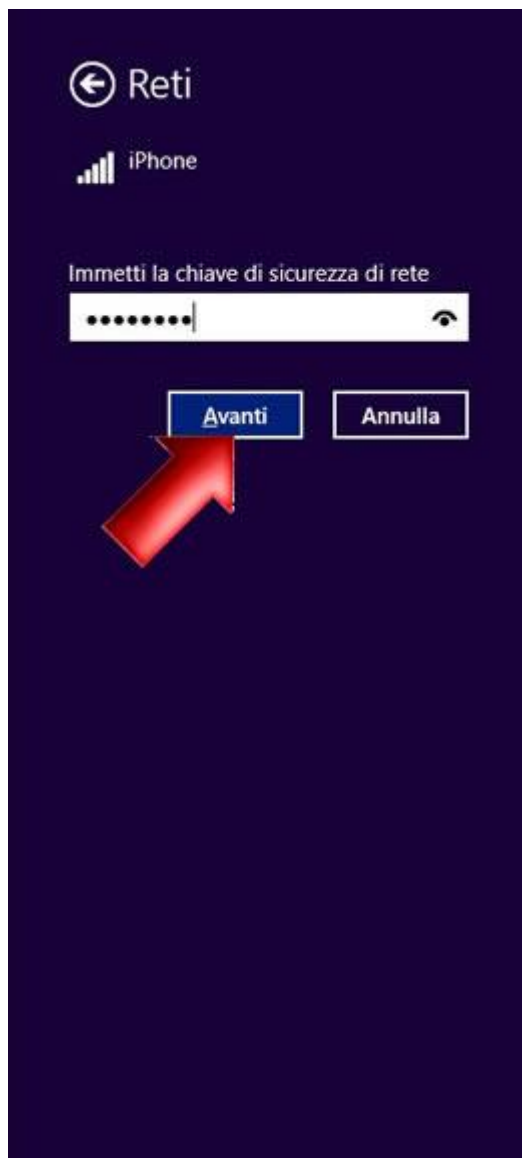 Reti
iPhone
Immetti la chiave di sicurezza di rete
••••••••
Avanti
Annulla